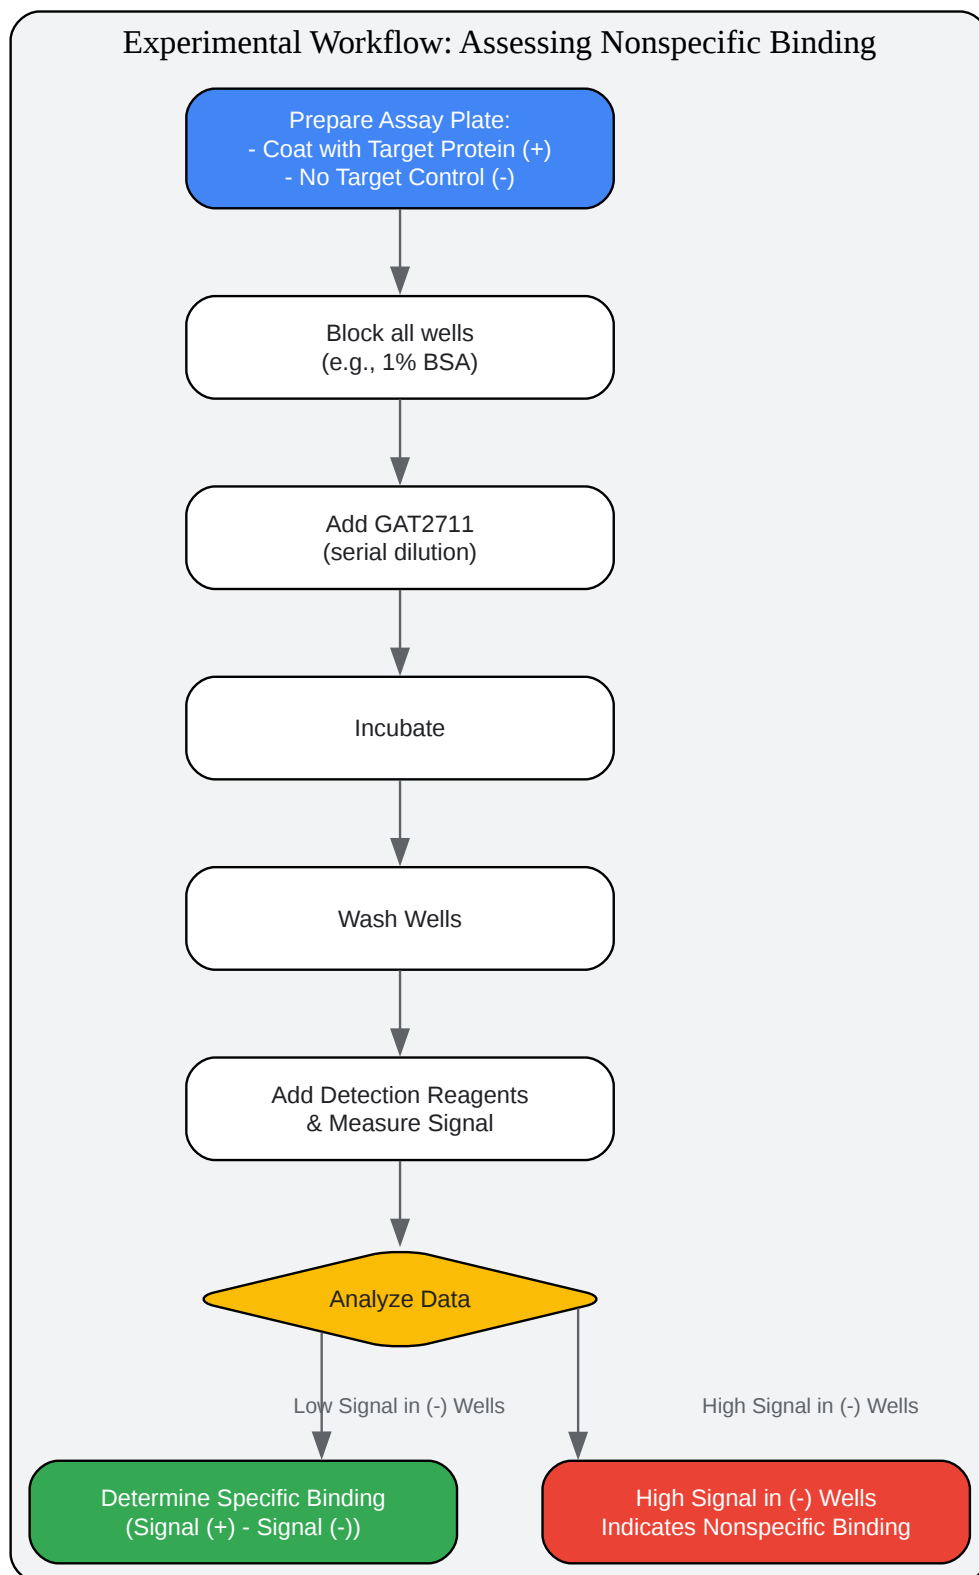 Experimental Workflow: Assessing Nonspecific Binding
Prepare Assay Plate:
- Coat with Target Protein (+)
- No Target Control (-)
Block all wells
(e.g., 1% BSA)
Add GAT2711
(serial dilution)
Incubate
Wash Wells
Add Detection Reagents
& Measure Signal
Analyze Data
Low Signal in (-) Wells
High Signal in (-) Wells
Determine Specific Binding
(Signal (+) - Signal (-))
High Signal in (-) Wells
Indicates Nonspecific Binding